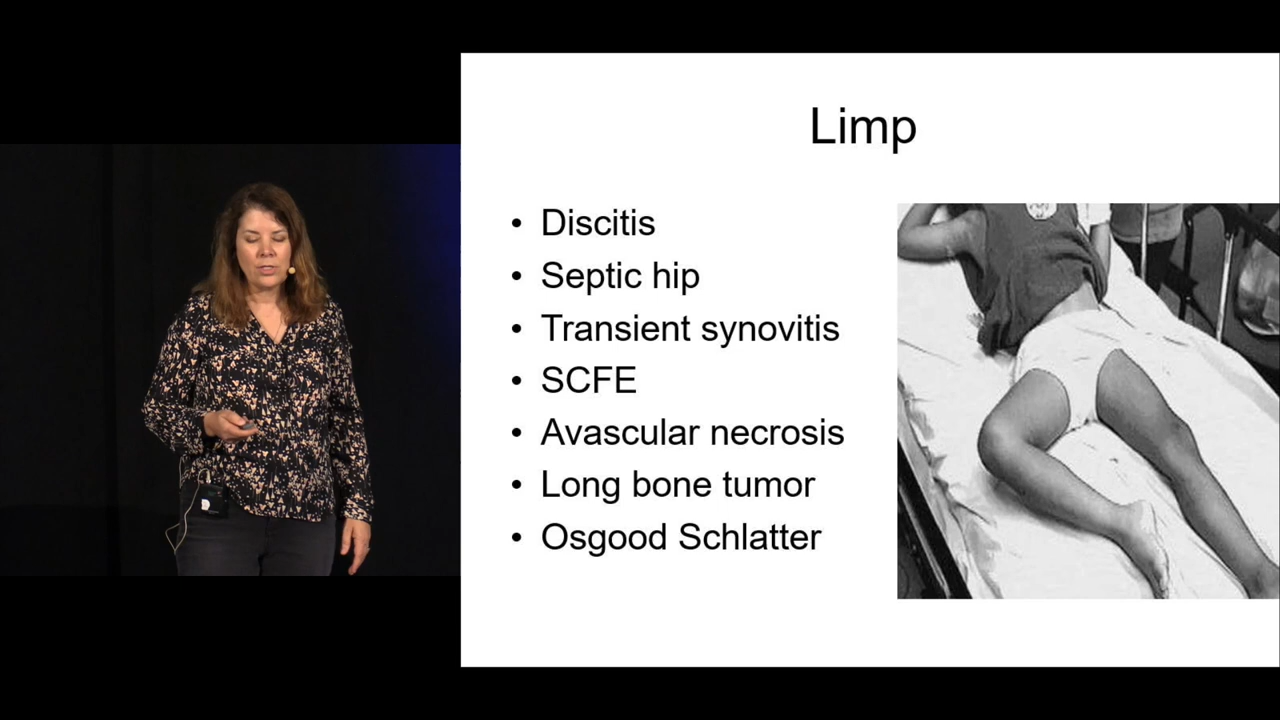 Limp
• Discitis
• Septic hip
• Transient synovitis
• SCFE
• Avascular necrosis
• Long bone tumor
• Osgood Schlatter